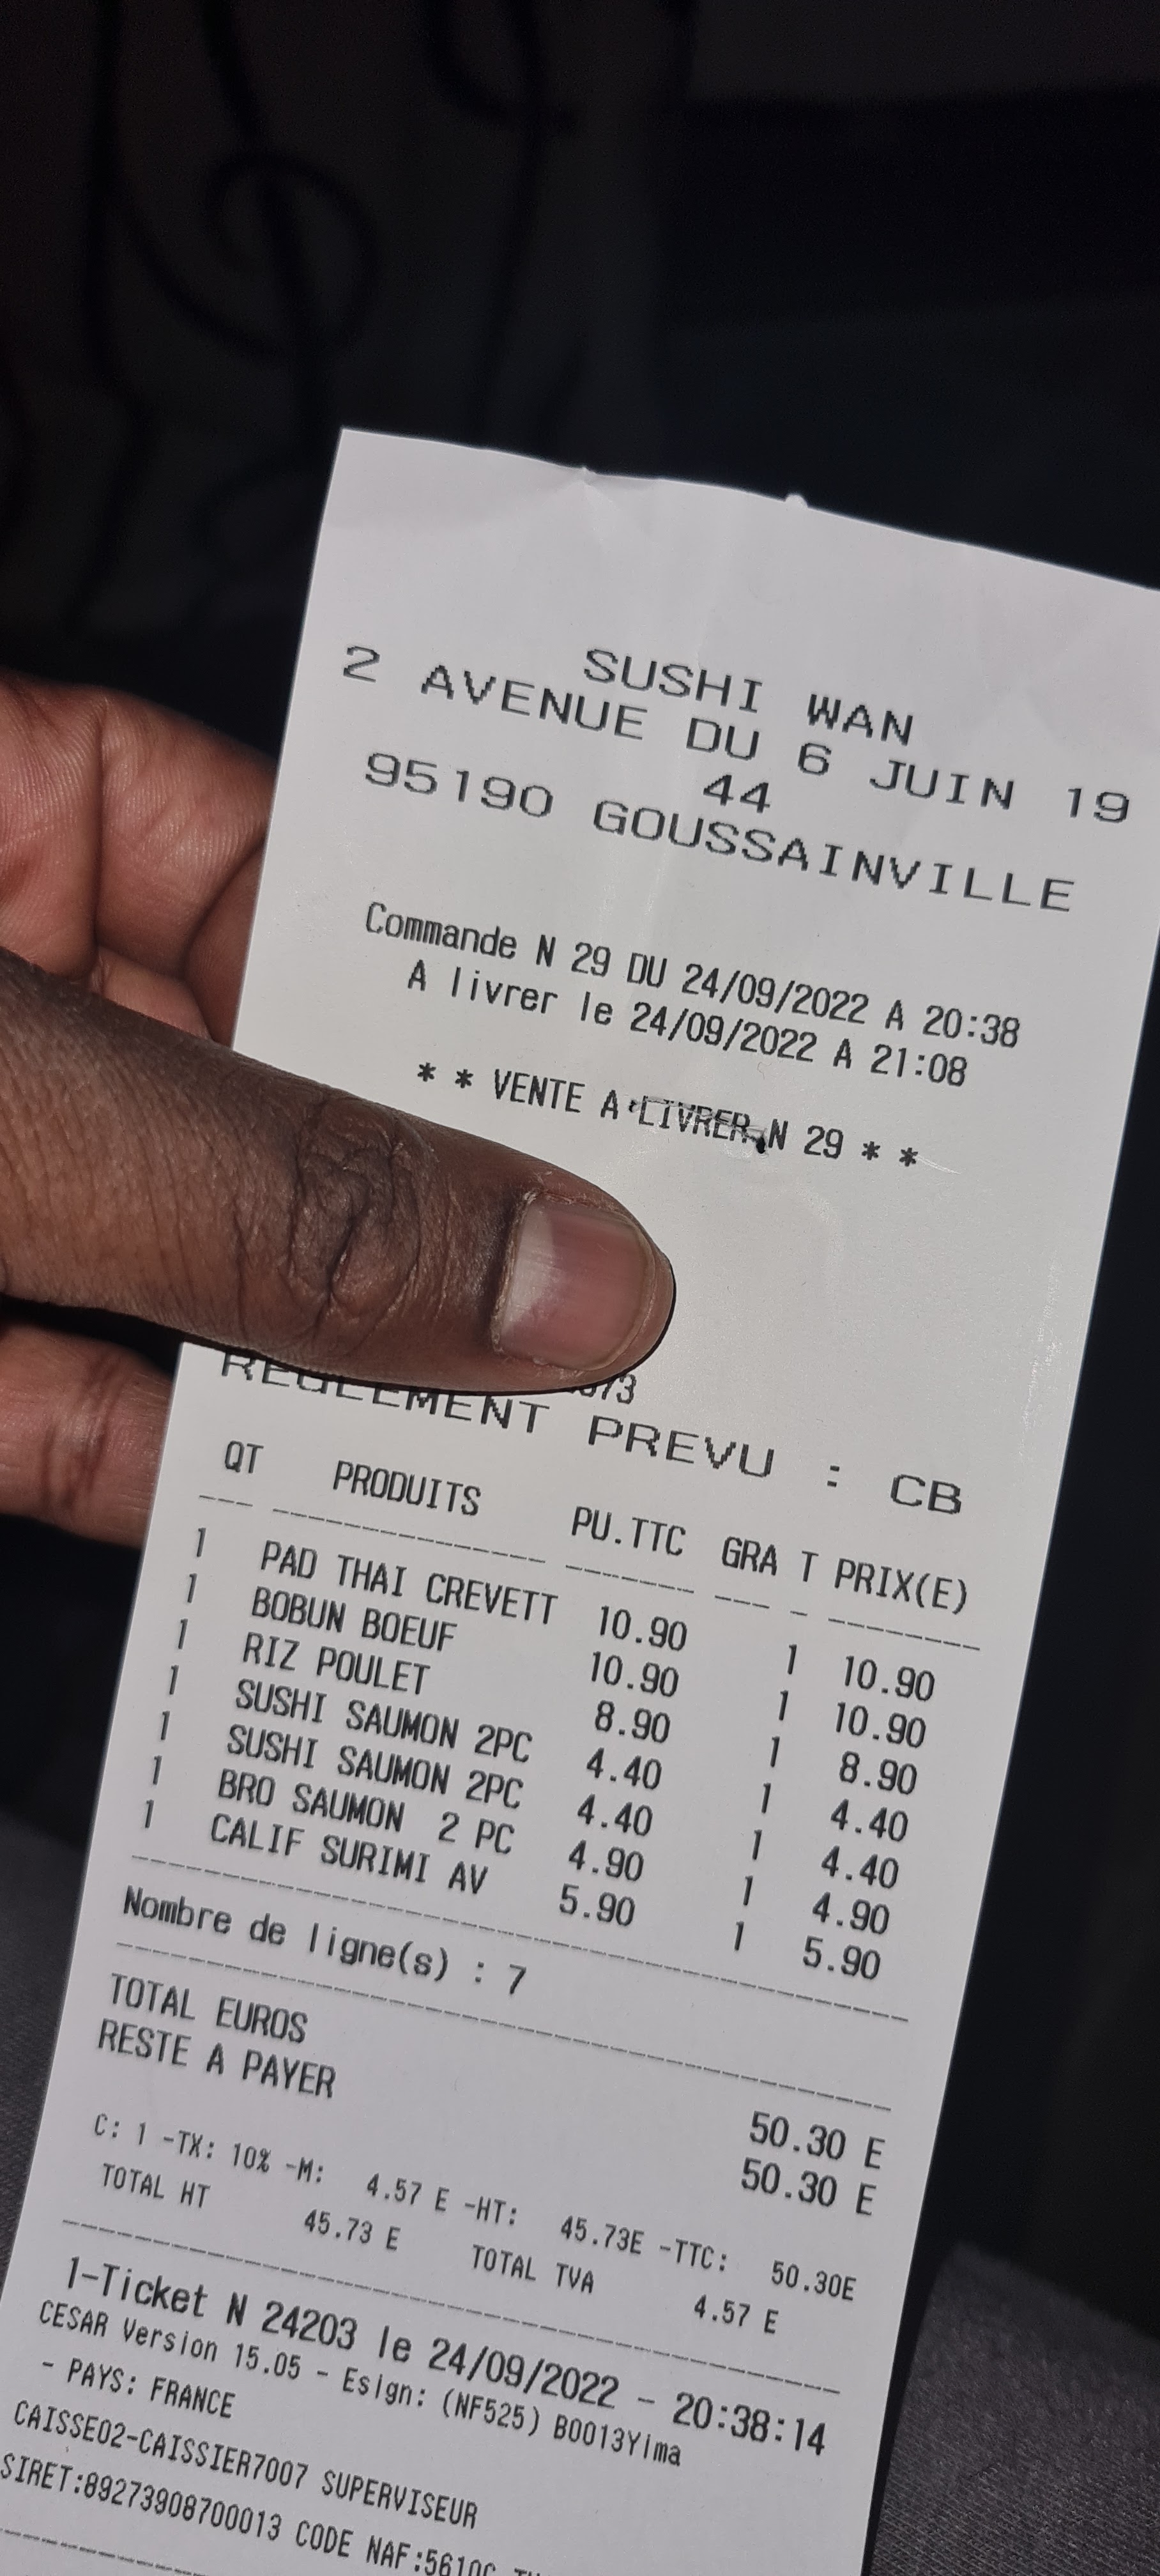 SUSHI WAN
2 AVENUE DU 6 JUIN 19
44
95190 GOUSSAINVILLE
Commande N 29 DU 24/09/2022 A 20:38
A livrer le 24/09/2022 A 21:08
* * VENTE A LIVRER N 29 * *
REGLEMENT PREVU : CB
QT PRODUITS PU.TTC GRA T PRIX(E)
1 PAD THAI CREVETT 10.90 1 10.90
1 BOBUN BOEUF 10.90 1 10.90
1 RIZ POULET 8.90 1 8.90
1 SUSHI SAUMON 2PC 4.40 1 4.40
1 SUSHI SAUMON 2PC 4.40 1 4.40
1 BRO SAUMON 2 PC 4.90 1 4.90
1 CALIF SURIMI AV 5.90 1 5.90
Nombre de ligne(s) : 7
TOTAL EUROS 50.30 E
RESTE A PAYER 50.30 E
C: 1 -TX: 10% -M: 4.57 E -HT: 45.73E -TTC: 50.30E
TOTAL HT 45.73 E TOTAL TVA 4.57 E
1-Ticket N 24203 le 24/09/2022 - 20:38:14
CESAR Version 15.05 - Esign: (NF525) B0013Yima
- PAYS: FRANCE
CAISSE02-CAISSIER7007 SUPERVISEUR
SIRET:89273908700013 CODE NAF:5610C